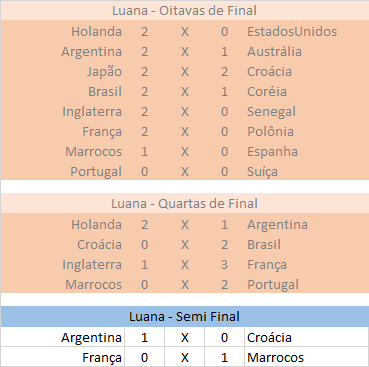 Luana - Oitavas de Final
Holanda 2 X 0 EstadosUnidos
Argentina 2 X 1 Austrália
Japão 2 X 2 Croácia
Brasil 2 X 1 Coréia
Inglaterra 2 X 0 Senegal
França 2 X 0 Polônia
Marrocos 1 X 0 Espanha
Portugal 0 X 0 Suíça
Luana - Quartas de Final
Holanda 2 X 1 Argentina
Croácia 0 X 2 Brasil
Inglaterra 1 X 3 França
Marrocos 0 X 2 Portugal
Luana - Semi Final
Argentina 1 X 0 Croácia
França 0 X 1 Marrocos